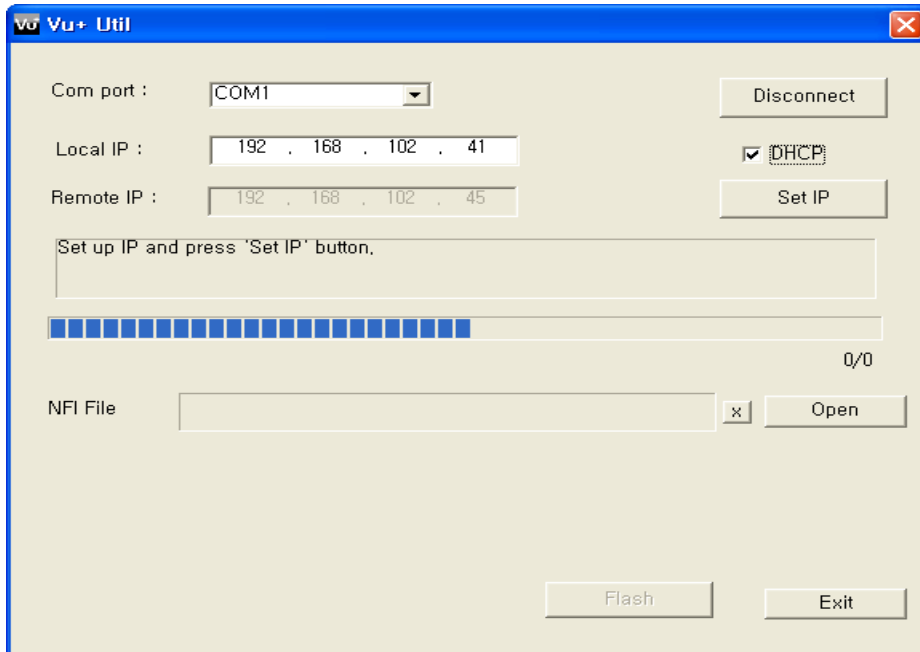 Vu+ Vu+ Util
Com port : COM1 Disconnect
Local IP : 192 . 168 . 102 . 41 DHCP
Remote IP : 192 . 168 . 102 . 45 Set IP
Set up IP and press 'Set IP' button,
0/0
NFI File x Open
Flash Exit